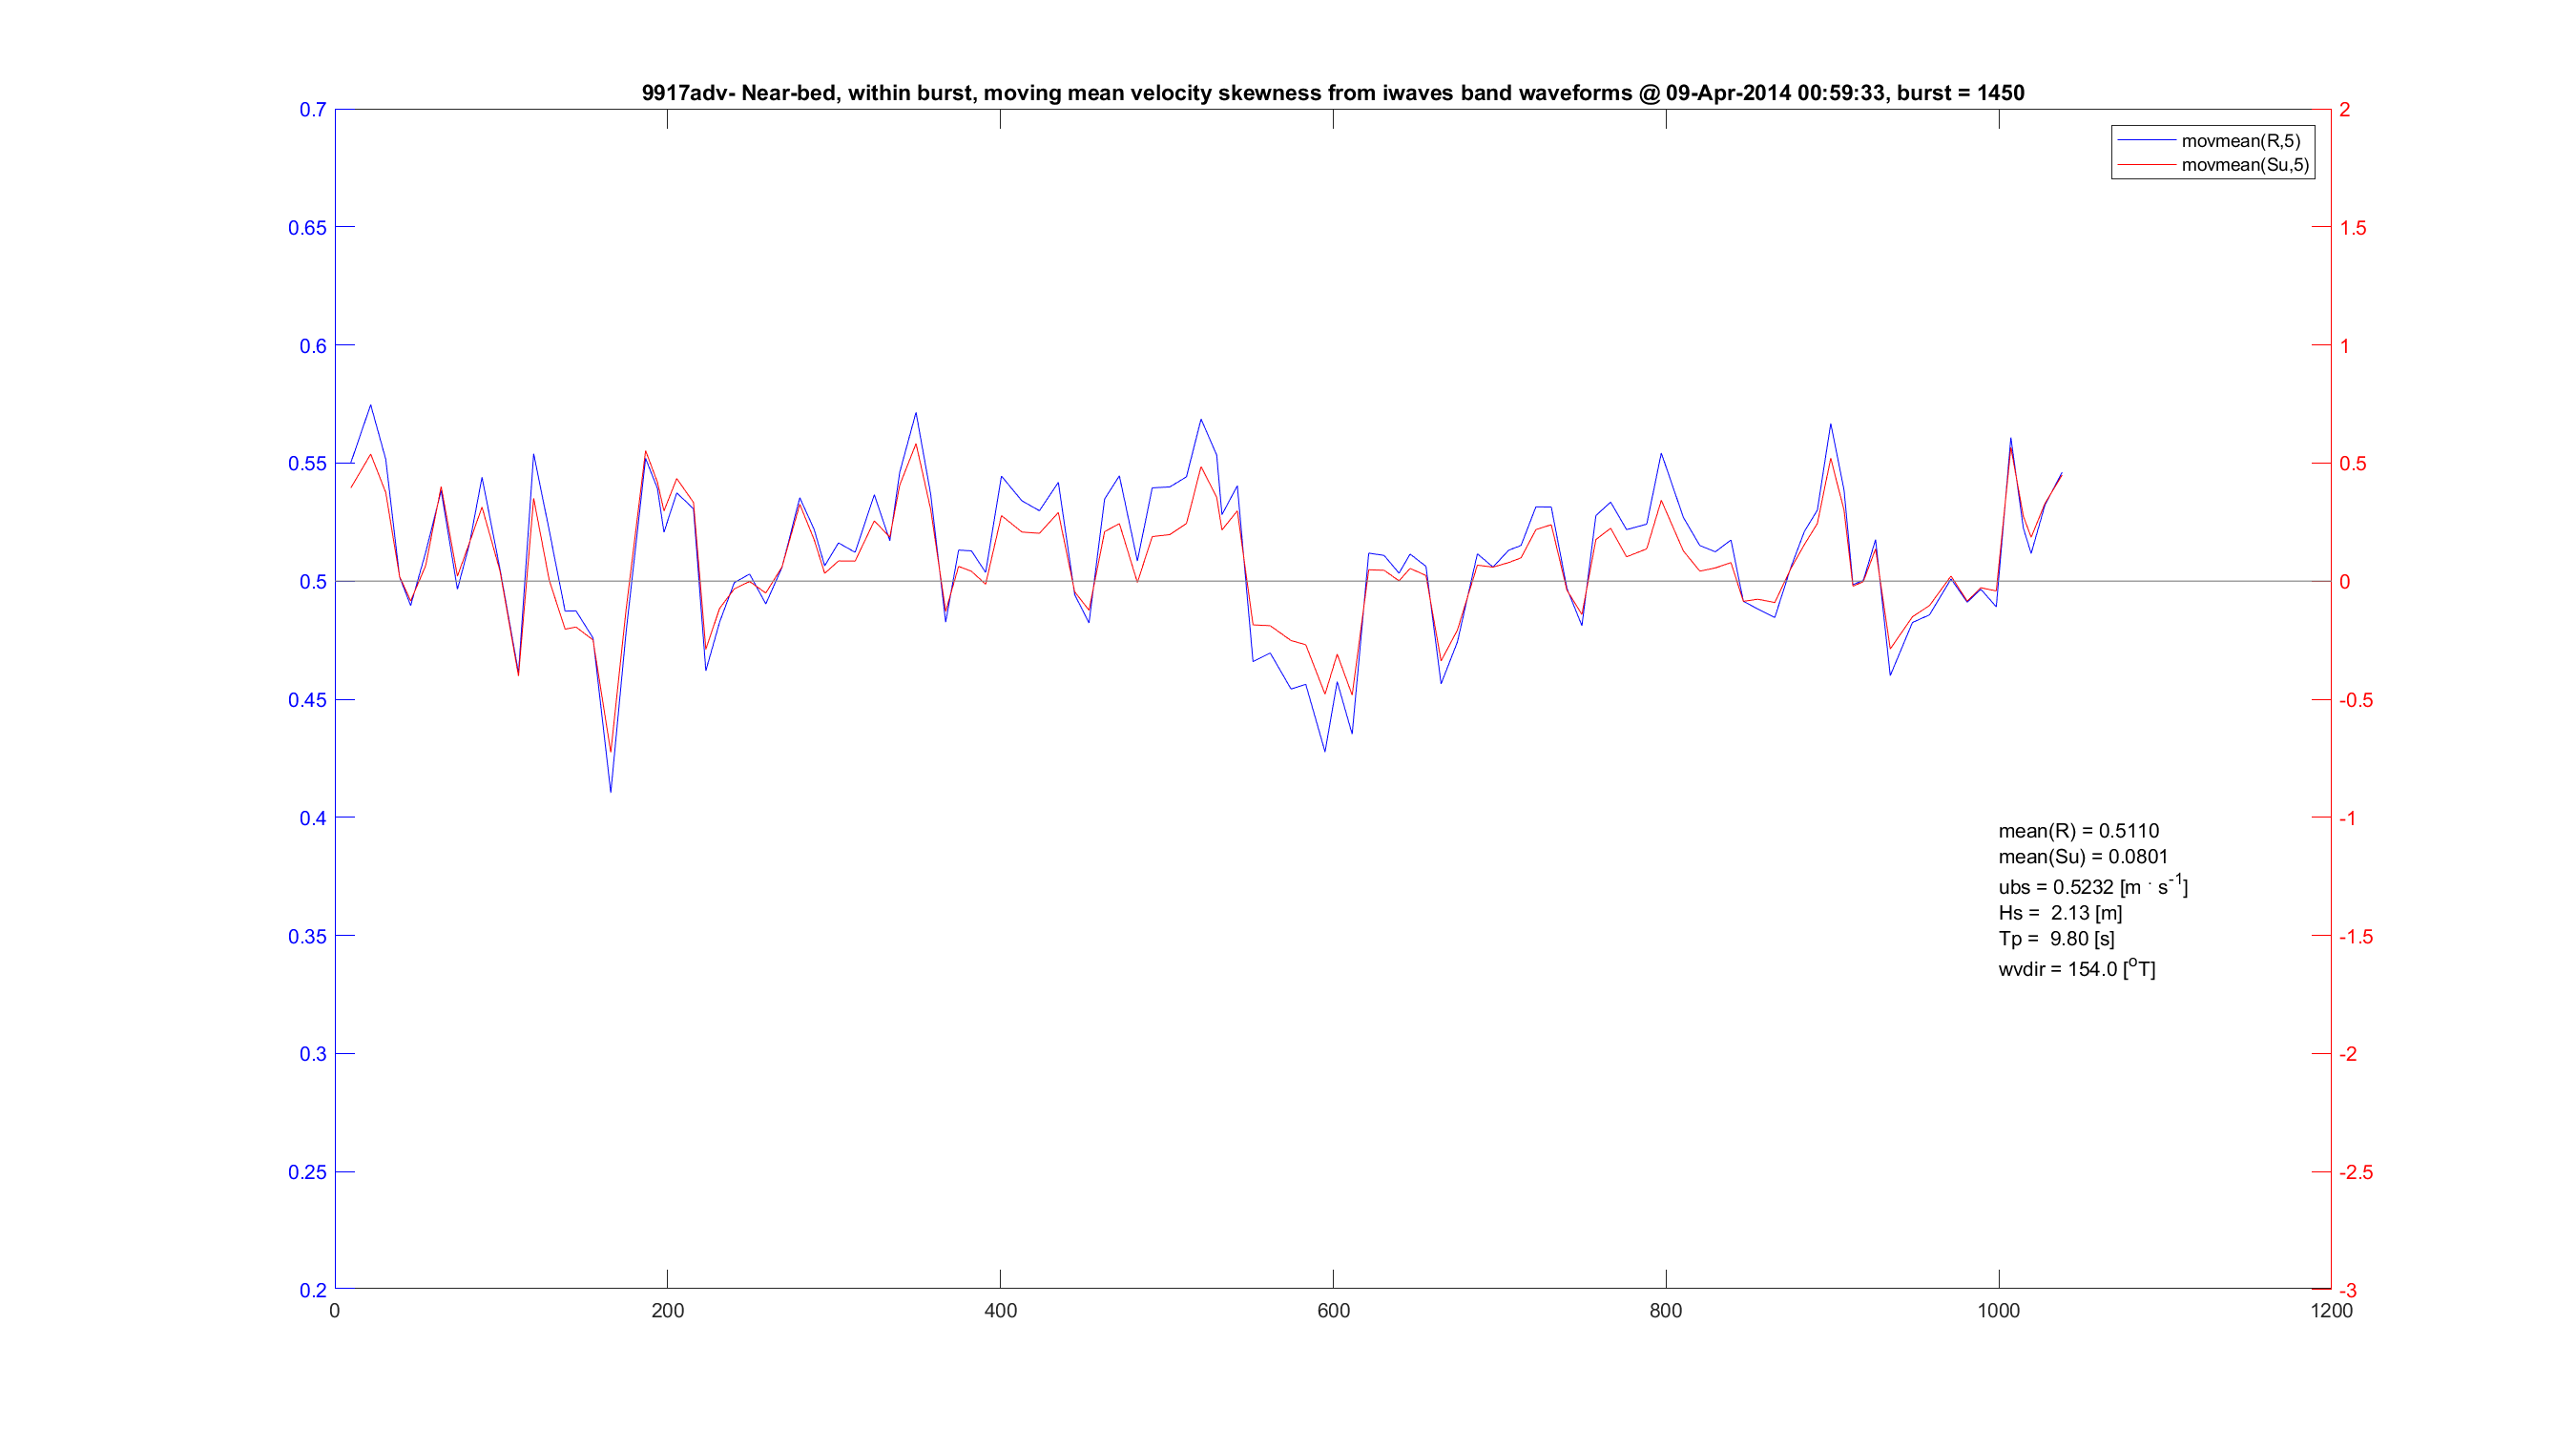 9917adv- Near-bed, within burst, moving mean velocity skewness from iwaves band waveforms @ 09-Apr-2014 00:59:33, burst = 1450
0.7
0.65
0.6
0.55
0.5
0.45
0.4
0.35
0.3
0.25
0.2
2
1.5
1
0.5
0
-0.5
-1
-1.5
-2
-2.5
-3
movmean(R,5)
movmean(Su,5)
mean(R) = 0.5110
mean(Su) = 0.0801
ubs = 0.5232 [m · s⁻¹]
Hs = 2.13 [m]
Tp = 9.80 [s]
wvdir = 154.0 [°T]
0 200 400 600 800 1000 1200